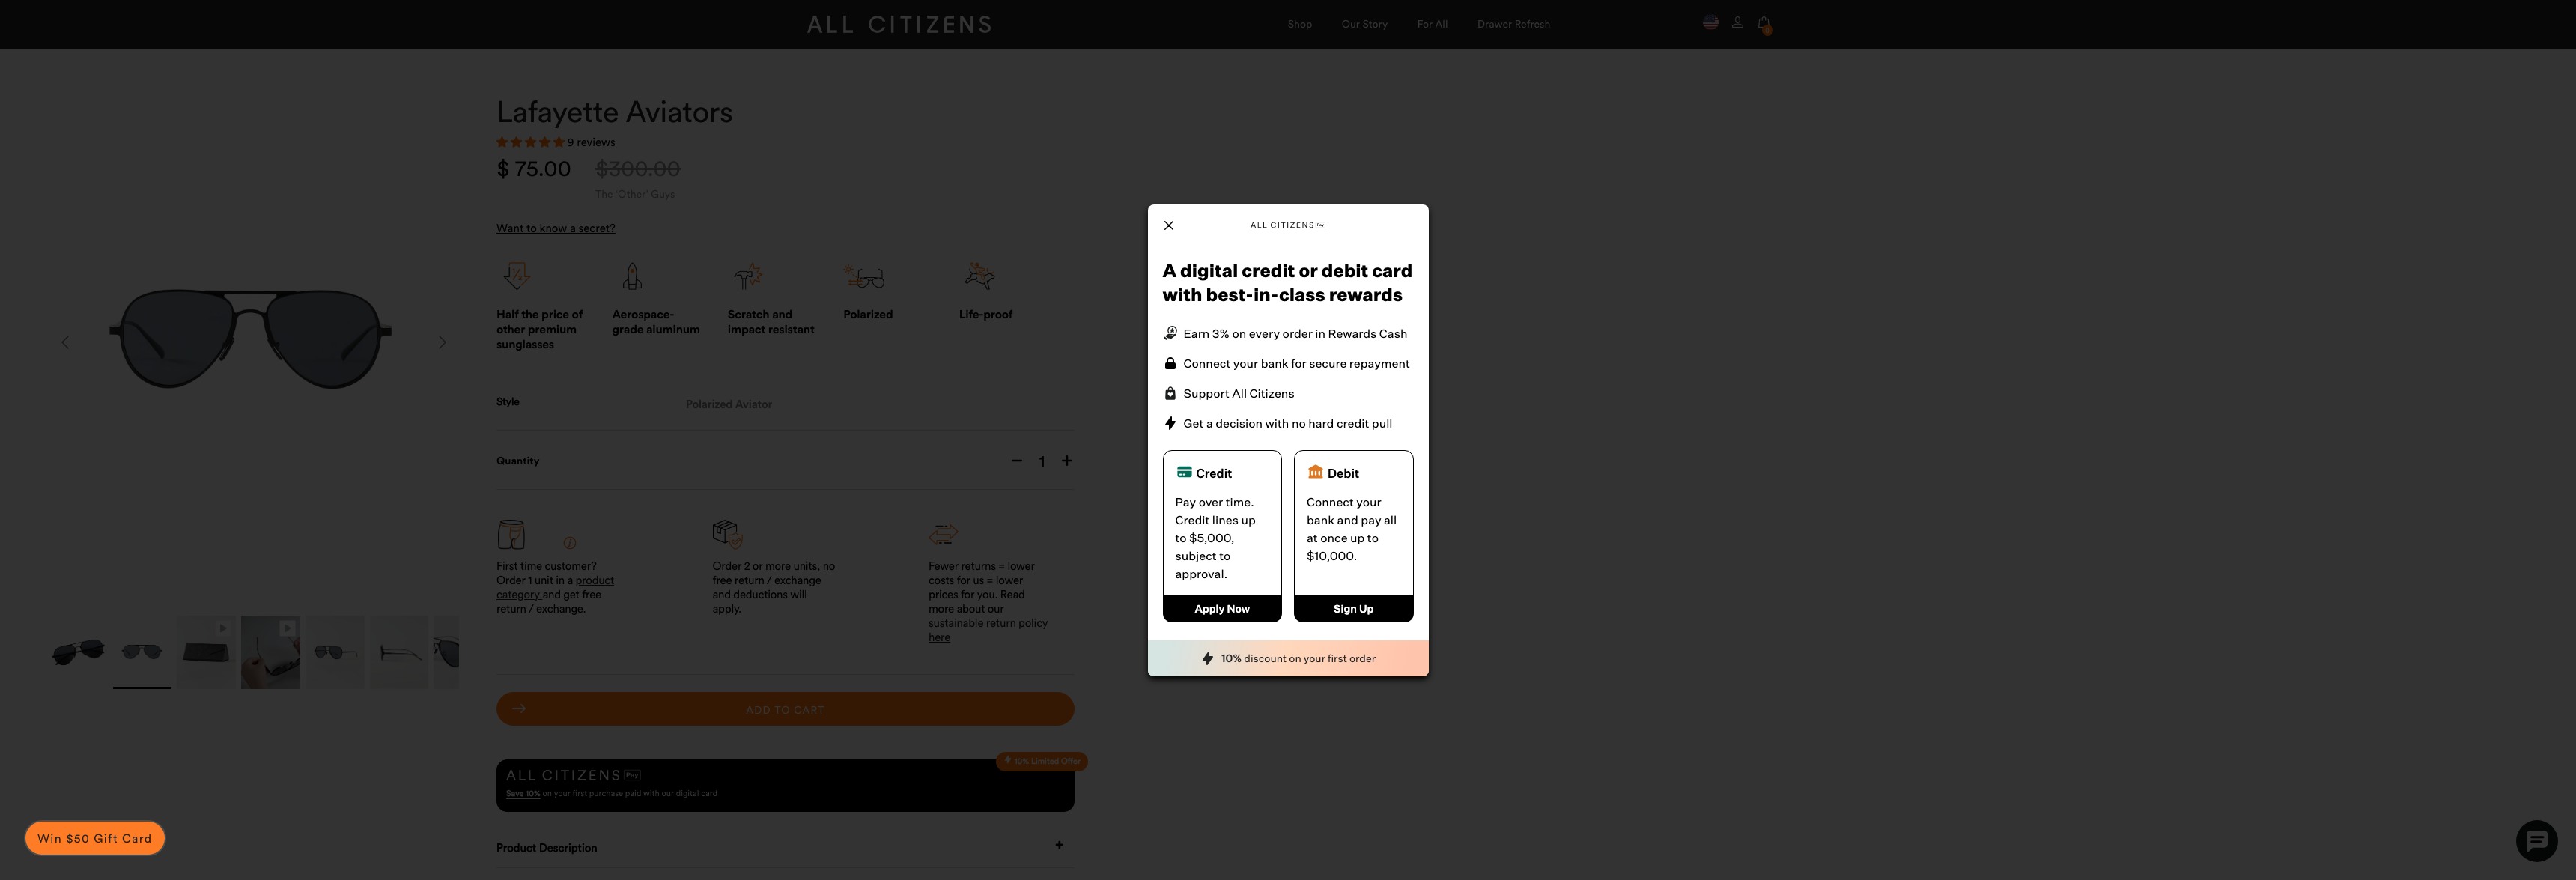 ALL CITIZENS
Shop
Our Story
For All
Drawer Refresh
Lafayette Aviators
9 reviews
$ 75.00
$300.00
The 'Other' Guys
Want to know a secret?
Half the price of
other premium
sunglasses
Aerospace-
grade aluminum
Scratch and
impact resistant
Polarized
Life-proof
Style
Polarized Aviator
Quantity
1
First time customer?
Order 1 unit in a product
category and get free
return / exchange.
Order 2 or more units, no
free return / exchange
and deductions will
apply.
Fewer returns = lower
costs for us = lower
prices for you. Read
more about our
sustainable return policy
here
ADD TO CART
10% Limited Offer
ALL CITIZENS Pay
Save 10% on your first purchase paid with our digital card
Product Description
Win $50 Gift Card
ALL CITIZENS Pay
A digital credit or debit card
with best-in-class rewards
Earn 3% on every order in Rewards Cash
Connect your bank for secure repayment
Support All Citizens
Get a decision with no hard credit pull
Credit
Pay over time.
Credit lines up
to $5,000,
subject to
approval.
Apply Now
Debit
Connect your
bank and pay all
at once up to
$10,000.
Sign Up
10% discount on your first order